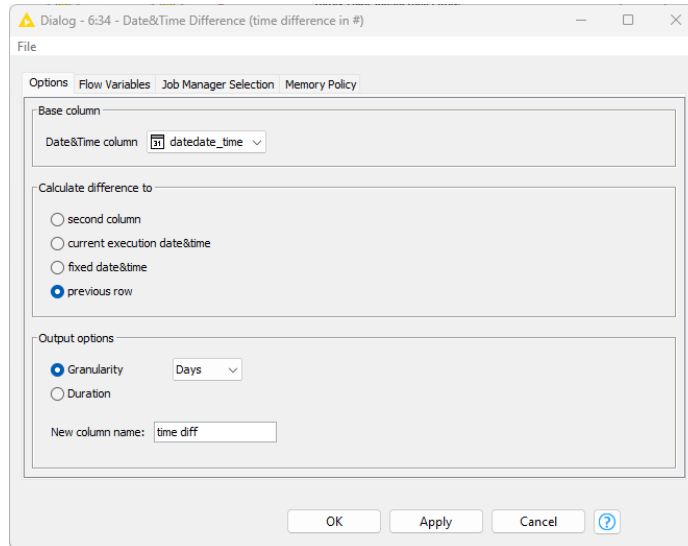 Dialog - 6:34 - Date&Time Difference (time difference in #)
File
Options Flow Variables Job Manager Selection Memory Policy
Base column
Date&Time column 31 datedate_time
Calculate difference to
second column
current execution date&time
fixed date&time
previous row
Output options
Granularity Days
Duration
New column name: time diff
OK Apply Cancel ?